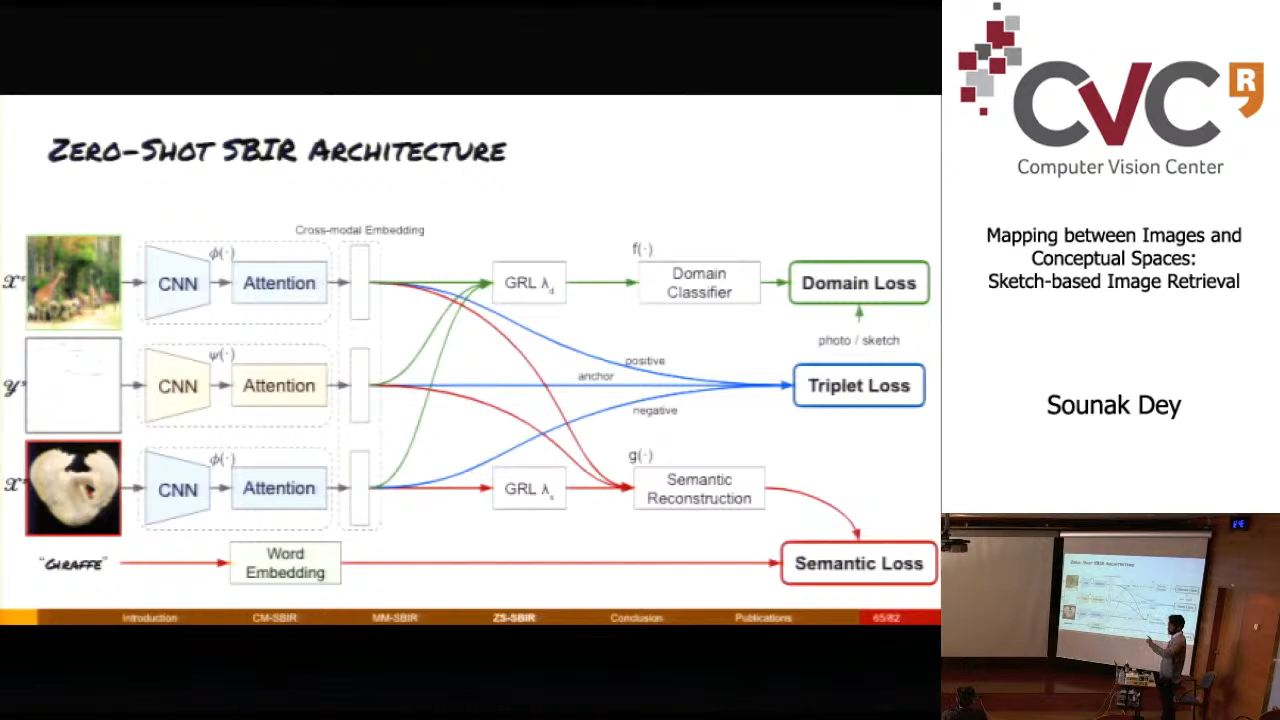 ZERO-SHOT SBIR ARCHITECTURE
Cross-modal Embedding
CNN
ϕ(·)
Attention
GRL λd
f(·)
Domain
Classifier
Domain Loss
photo / sketch
CNN
ψ(·)
Attention
positive
anchor
negative
Triplet Loss
CNN
ϕ(·)
Attention
GRL λs
g(·)
Semantic
Reconstruction
"GIRAFFE"
Word
Embedding
Semantic Loss
Introduction
CM-SBIR
MM-SBIR
ZS-SBIR
Conclusion
Publications
65/82
CVC
R
Computer Vision Center
Mapping between Images and
Conceptual Spaces:
Sketch-based Image Retrieval
Sounak Dey